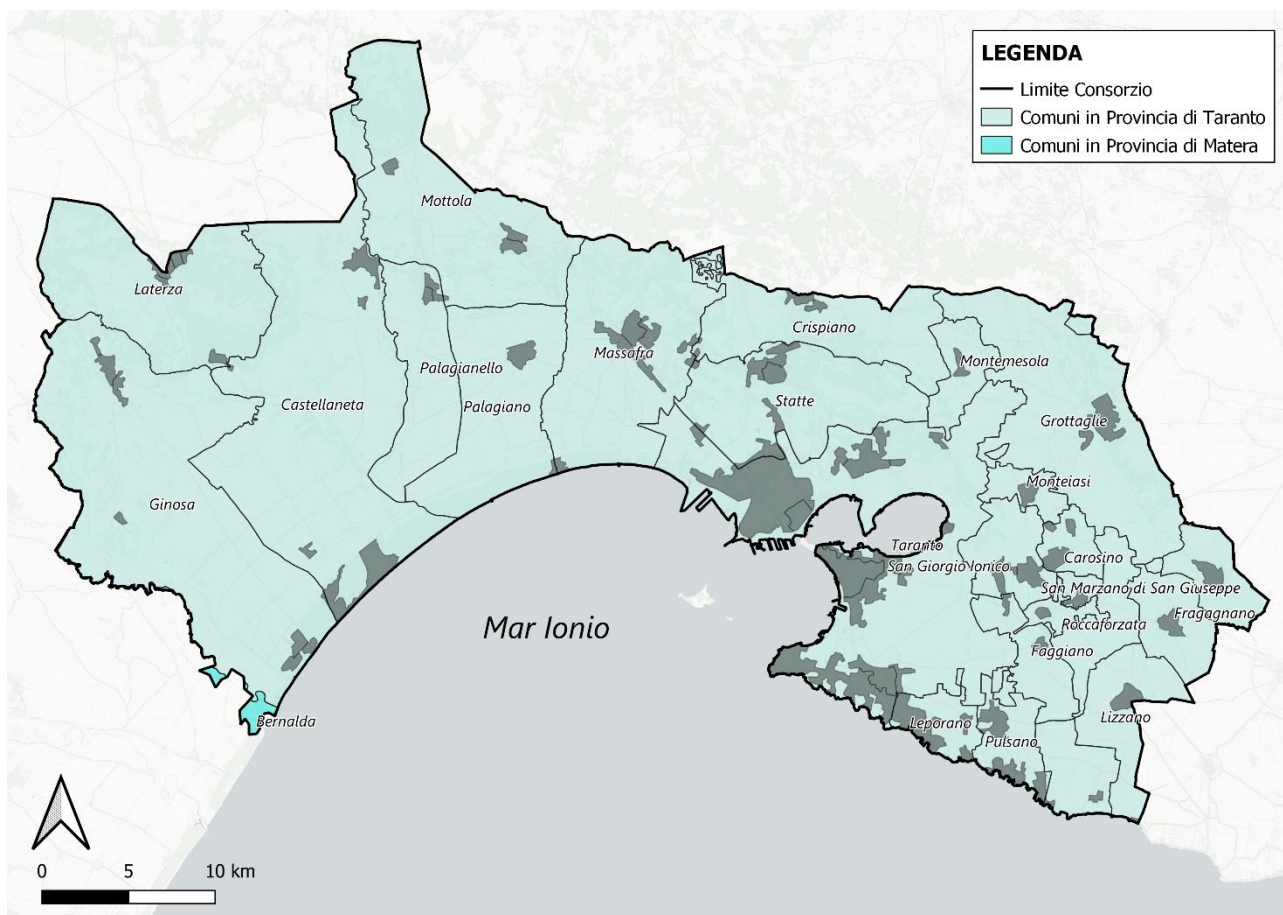 LEGENDA
Limite Consorzio
Comuni in Provincia di Taranto
Comuni in Provincia di Matera
Mottola
Laterza
Crispiano
Massafra
Montemesola
Palagianello
Castellaneta
Palagiano
Statte
Grottaglie
Monteiasi
Ginosa
Taranto
Carosino
San Giorgio Ionico
San Marzano di San Giuseppe
Fragagnano
Roccaforzata
Mar Ionio
Faggiano
Bernalda
Leporano
Lizzano
Pulsano
0 5 10 km